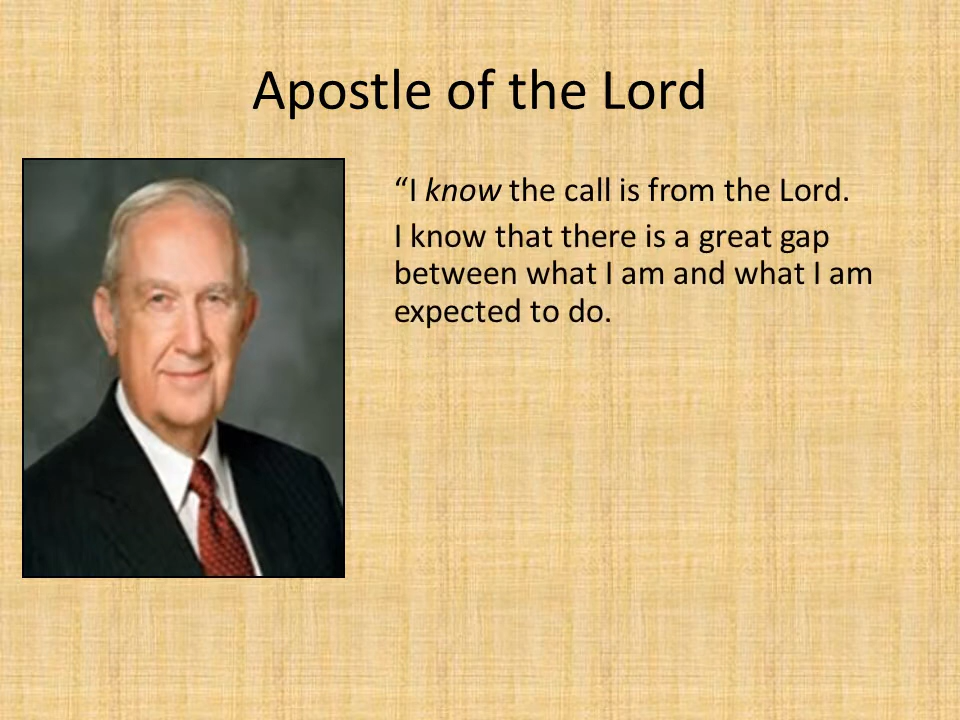 Apostle of the Lord
“I know the call is from the Lord.
I know that there is a great gap
between what I am and what I am
expected to do.